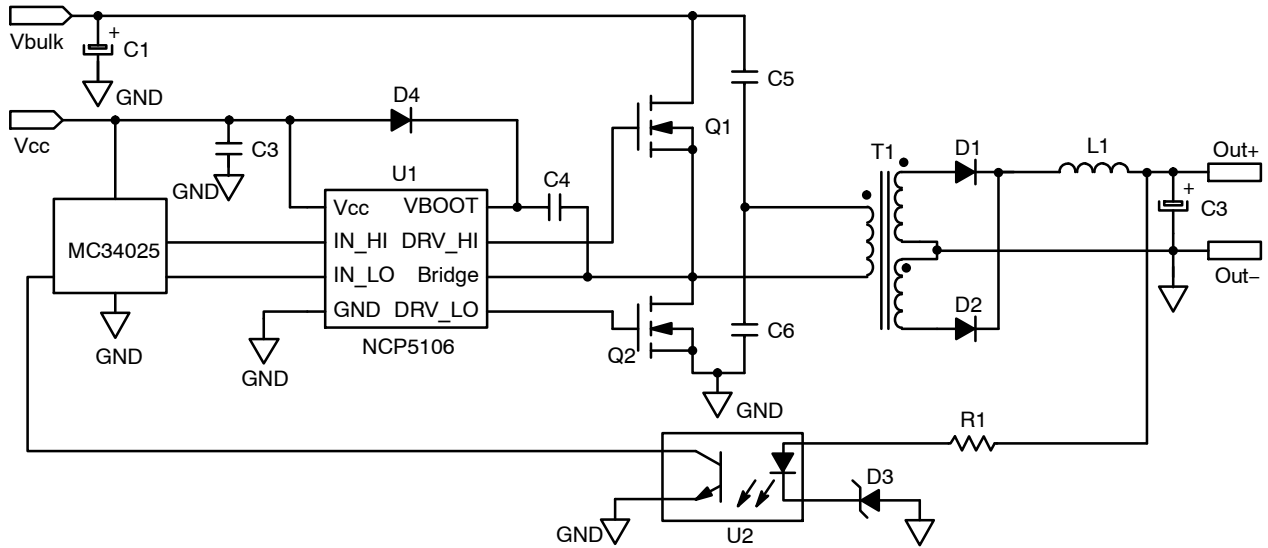 Vbulk
+
C1
GND
Vcc
D4
C3
GND
U1
C4
Q1
C5
T1
D1
L1
Out+
MC34025
Vcc
VBOOT
IN_HI
DRV_HI
IN_LO
Bridge
GND
DRV_LO
NCP5106
+
C3
Out−
GND
GND
Q2
C6
D2
GND
R1
D3
GND
U2